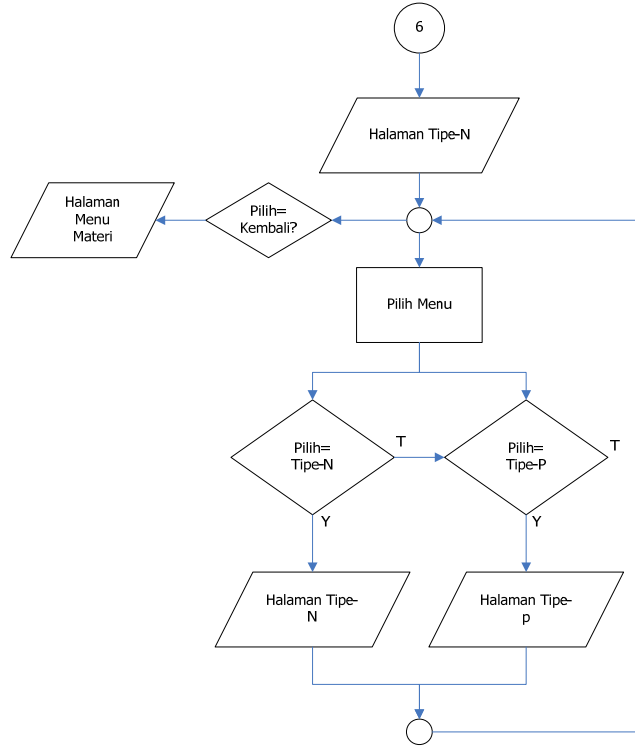 6
Halaman Tipe-N
Halaman
Menu
Materi
Pilih=
Kembali?
Pilih Menu
Pilih=
Tipe-N
T
Pilih=
Tipe-P
T
Y
Y
Halaman Tipe-
N
Halaman Tipe-
p